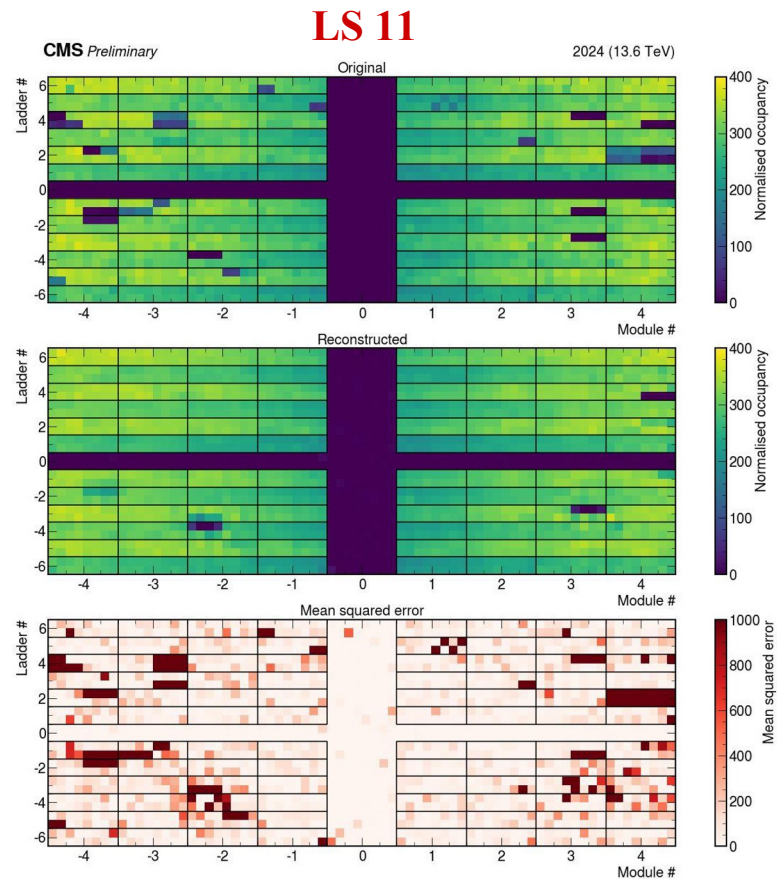 LS 11
CMS Preliminary 2024 (13.6 TeV)
Original
Ladder #
6
4
2
0
-2
-4
-6
-4 -3 -2 -1 0 1 2 3 4
Module #
400
300
200
100
0
Normalised occupancy
Reconstructed
Ladder #
6
4
2
0
-2
-4
-6
-4 -3 -2 -1 0 1 2 3 4
Module #
400
300
200
100
0
Normalised occupancy
Mean squared error
Ladder #
6
4
2
0
-2
-4
-6
-4 -3 -2 -1 0 1 2 3 4
Module #
1000
800
600
400
200
0
Mean squared error